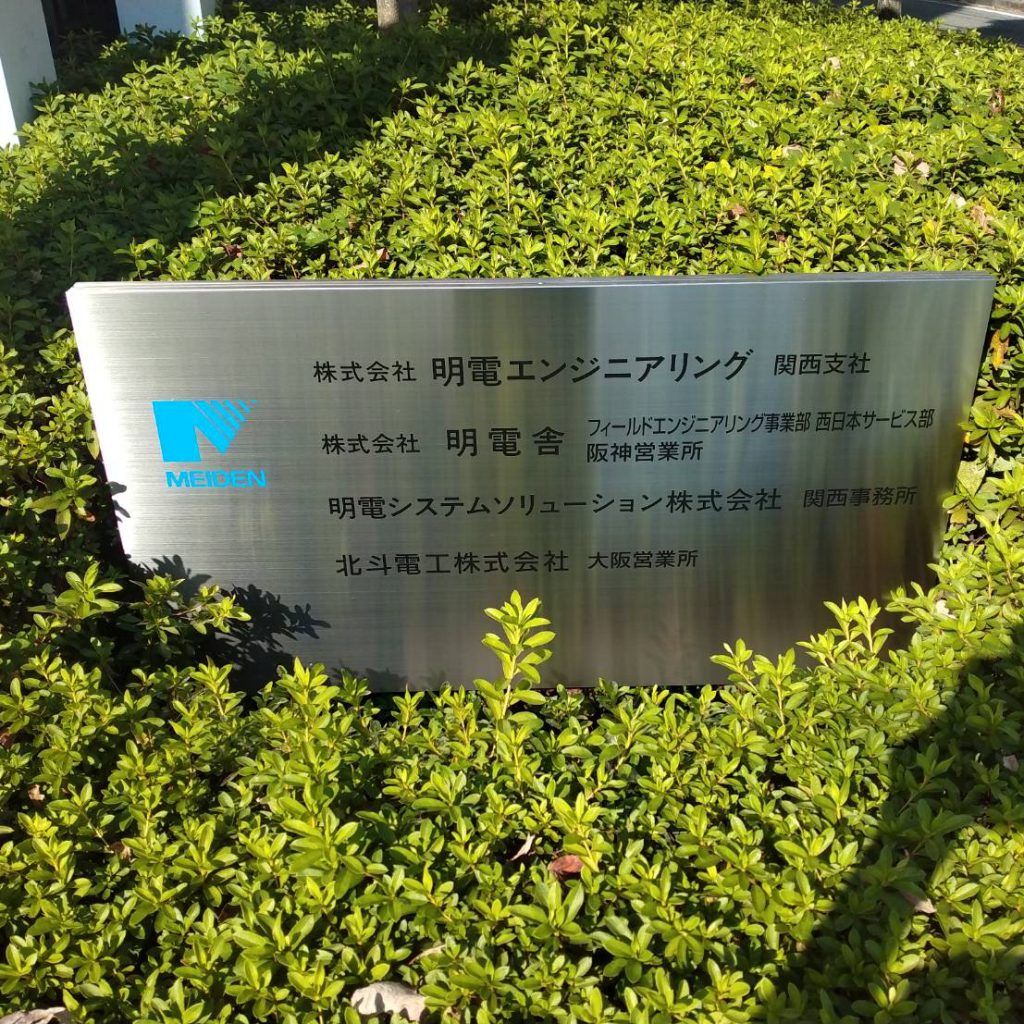 株式会社 明電エンジニアリング 関西支社
MEIDEN
株式会社 明電舎 フィールドエンジニアリング事業部 西日本サービス部
阪神営業所
明電システムソリューション株式会社 関西事務所
北斗電工株式会社 大阪営業所